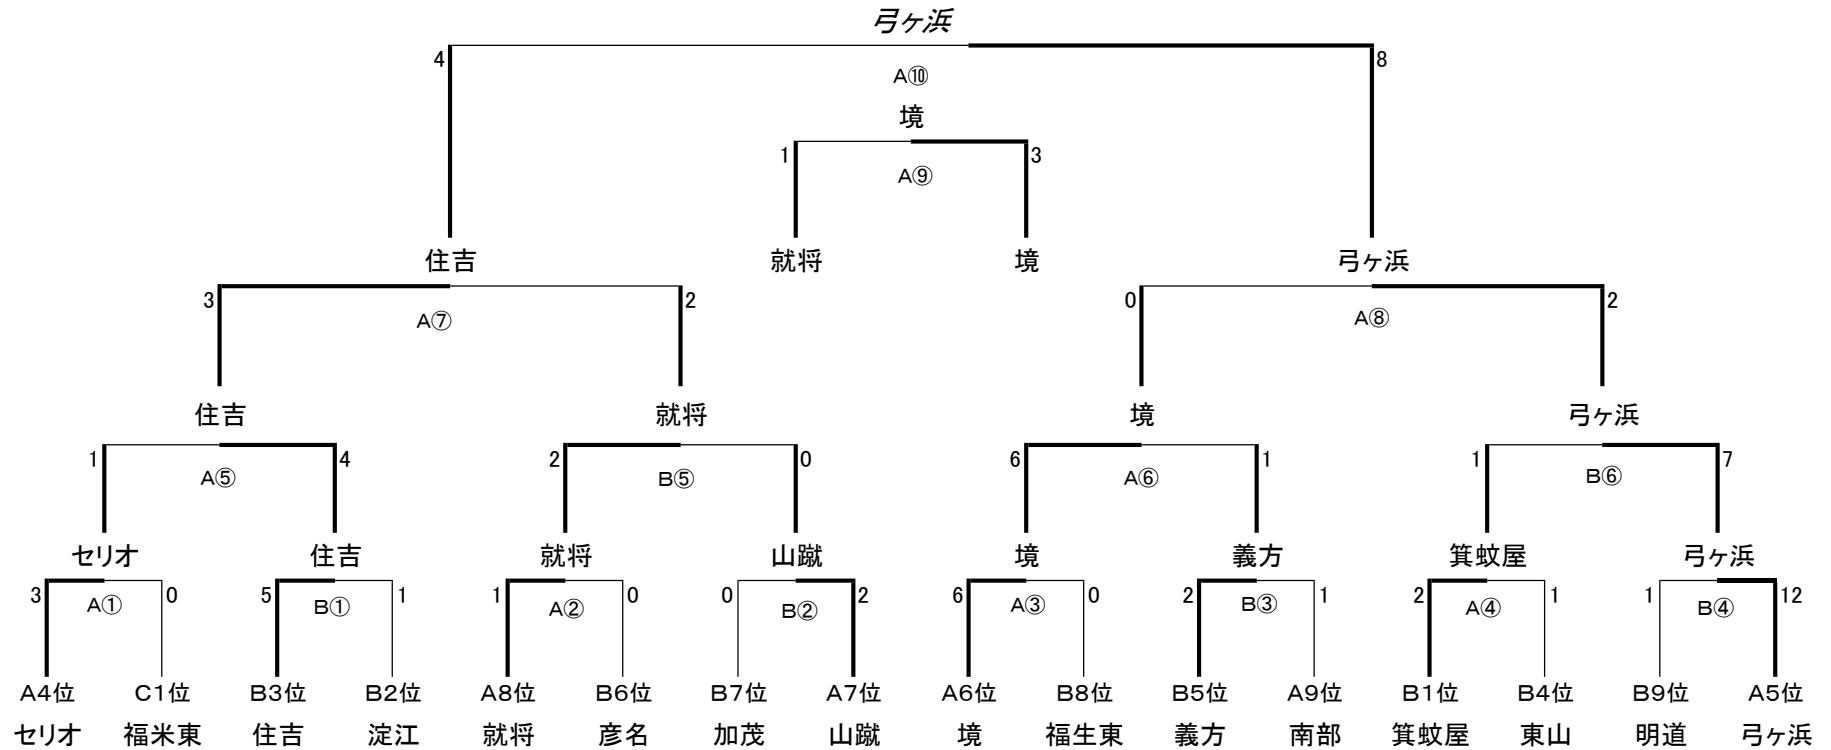 弓ヶ浜
4 8
A⑩
境
1 3
A⑨
住吉 就将 境 弓ヶ浜
3 2 0 2
A⑦ A⑧
住吉 就将 境 弓ヶ浜
1 4 2 0 6 1 1 7
A⑤ B⑤ A⑥ B⑥
セリオ 住吉 就将 山蹴 境 義方 箕蚊屋 弓ヶ浜
3 0 5 1 1 0 0 2 6 0 2 1 2 1 1 12
A① B① A② B② A③ B③ A④ B④
A4位 C1位 B3位 B2位 A8位 B6位 B7位 A7位 A6位 B8位 B5位 A9位 B1位 B4位 B9位 A5位
セリオ 福米東 住吉 淀江 就将 彦名 加茂 山蹴 境 福生東 義方 南部 箕蚊屋 東山 明道 弓ヶ浜